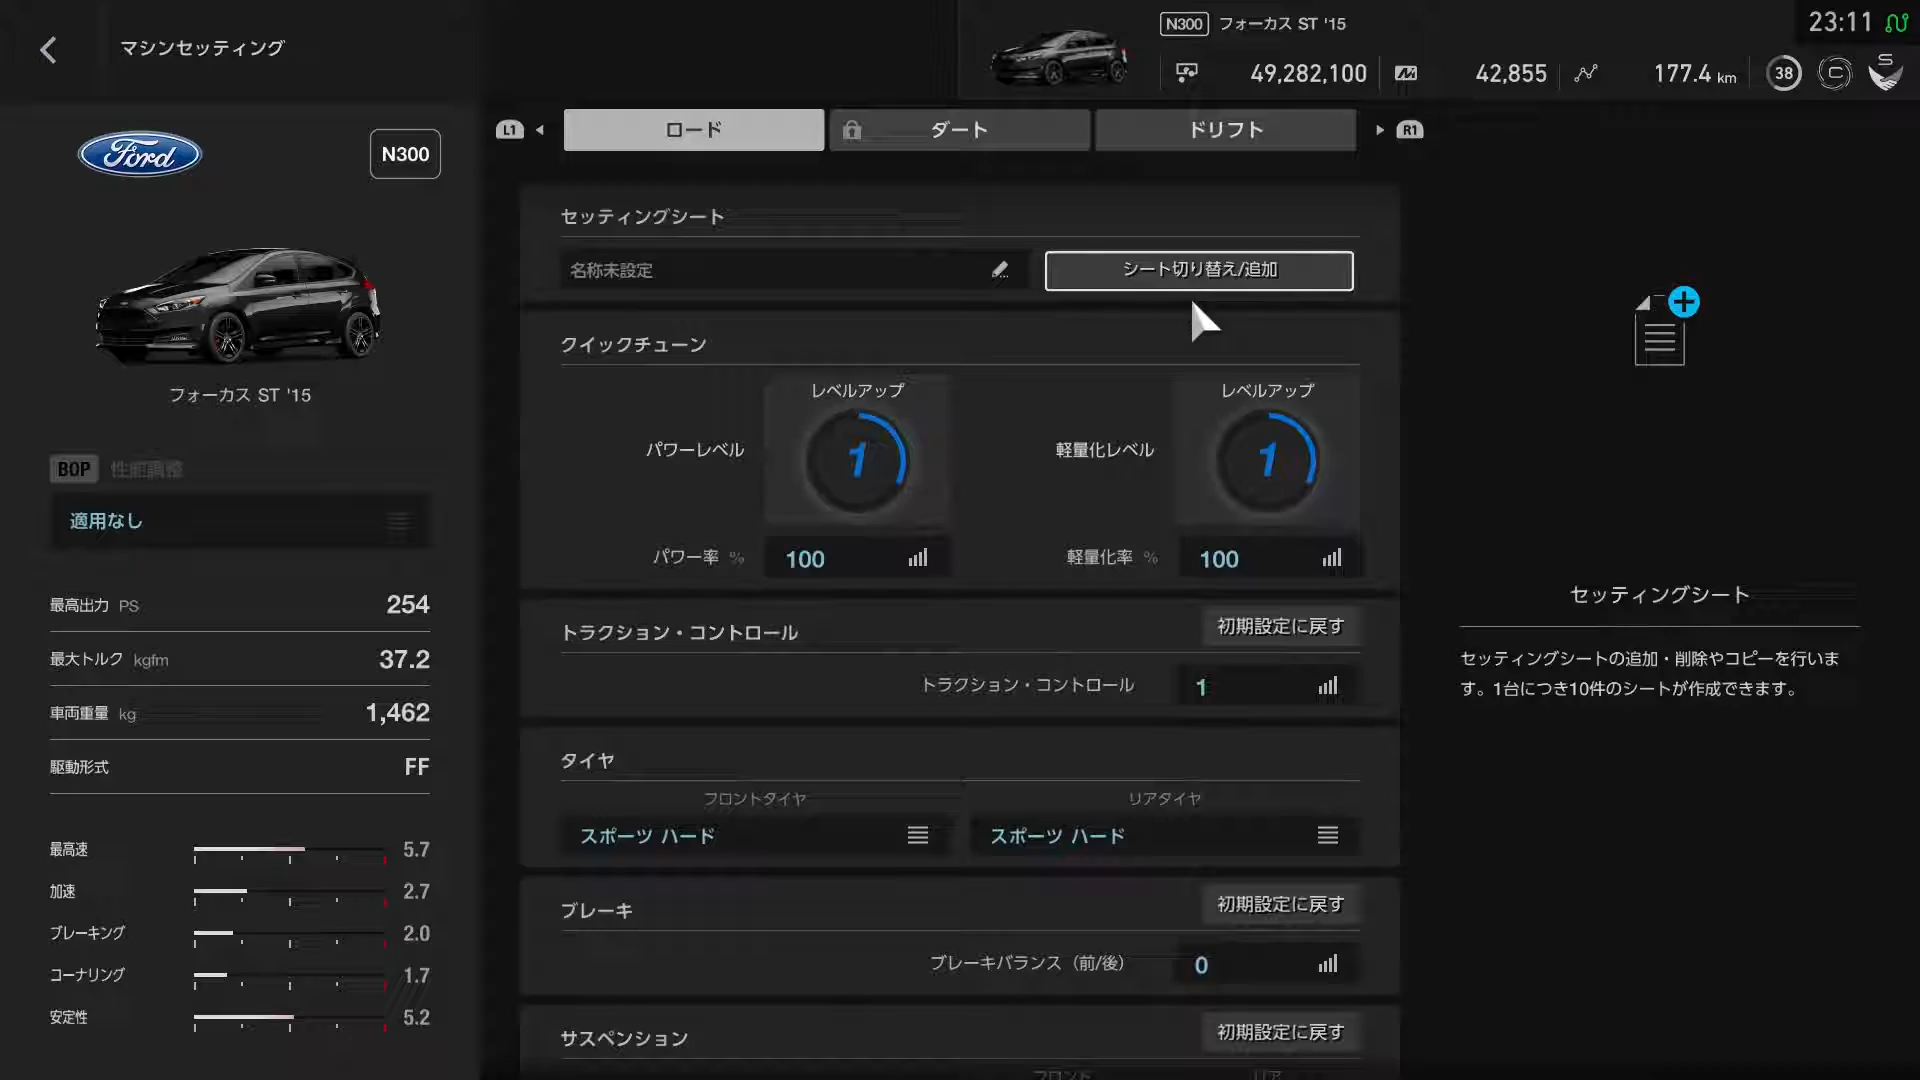 マシンセッティング
N300 フォーカス ST '15
49,282,100
42,855
177.4 km
38
23:11
Ford
N300
フォーカス ST '15
BOP 性能調整
適用なし
最高出力 PS 254
最大トルク kgfm 37.2
車両重量 kg 1,462
駆動形式 FF
最高速 5.7
加速 2.7
ブレーキング 2.0
コーナリング 1.7
安定性 5.2
L1 ロード ダート ドリフト R1
セッティングシート
名称未設定
シート切り替え/追加
クイックチューン
パワーレベル
レベルアップ
1
軽量化レベル
レベルアップ
1
パワー率 % 100
軽量化率 % 100
トラクション・コントロール
初期設定に戻す
トラクション・コントロール 1
タイヤ
フロントタイヤ
リアタイヤ
スポーツ ハード
スポーツ ハード
ブレーキ
初期設定に戻す
ブレーキバランス（前/後） 0
サスペンション
初期設定に戻す
フロント
リア
セッティングシート
セッティングシートの追加・削除やコピーを行いま
す。1台につき10件のシートが作成できます。